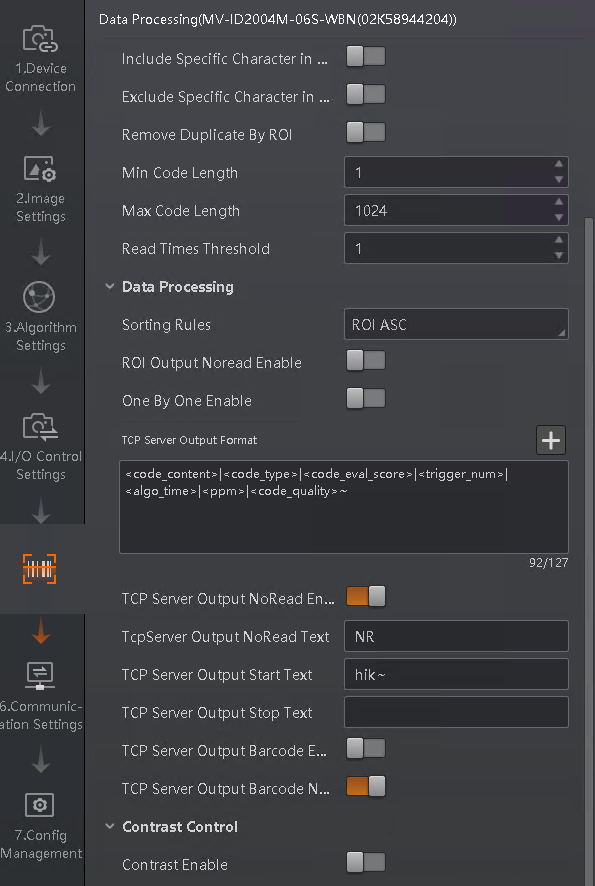 Data Processing(MV-ID2004M-06S-WBN(02K58944204))
1.Device
Connection
2.Image
Settings
3.Algorithm
Settings
4.I/O Control
Settings
6.Communic-
ation Settings
7.Config
Management
Include Specific Character in ...
Exclude Specific Character in ...
Remove Duplicate By ROI
Min Code Length 1
Max Code Length 1024
Read Times Threshold 1
Data Processing
Sorting Rules ROI ASC
ROI Output Noread Enable
One By One Enable
TCP Server Output Format
<code_content>|<code_type>|<code_eval_score>|<trigger_num>|
<algo_time>|<ppm>|<code_quality>~
92/127
TCP Server Output NoRead En...
TcpServer Output NoRead Text NR
TCP Server Output Start Text hik~
TCP Server Output Stop Text
TCP Server Output Barcode E...
TCP Server Output Barcode N...
Contrast Control
Contrast Enable